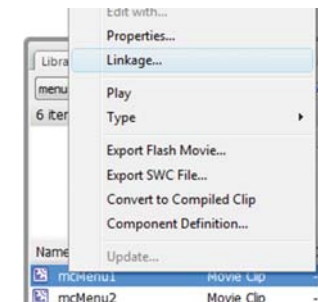 Edit with...
Properties...
Libra
Linkage...
menu
Play
6 iter
Type
Export Flash Movie...
Export SWC File...
Convert to Compiled Clip
Component Definition...
Name
Update...
mcMenu1 Movie Clip
mcMenu2 Movie Clip